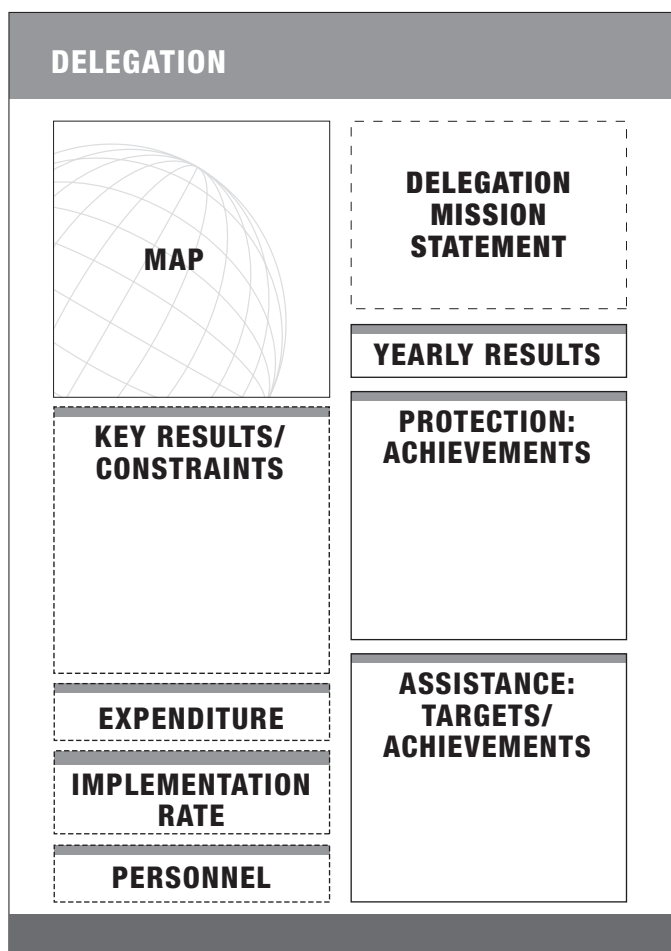 DELEGATION
MAP
KEY RESULTS/
CONSTRAINTS
EXPENDITURE
IMPLEMENTATION
RATE
PERSONNEL
DELEGATION
MISSION
STATEMENT
YEARLY RESULTS
PROTECTION:
ACHIEVEMENTS
ASSISTANCE:
TARGETS/
ACHIEVEMENTS